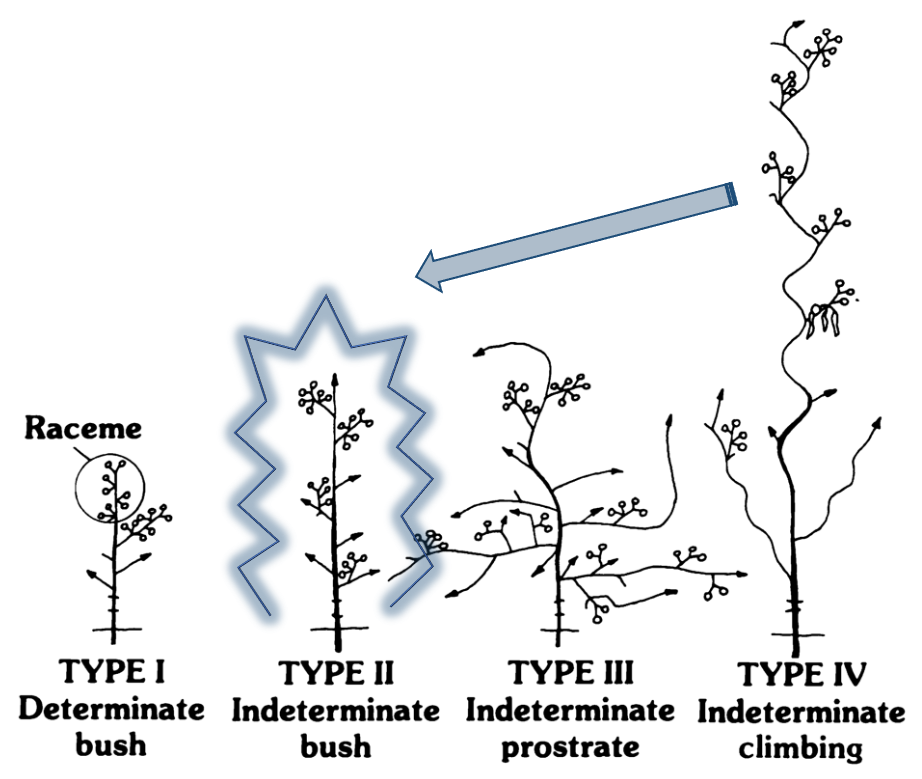 Raceme
TYPE I
Determinate
bush
TYPE II
Indeterminate
bush
TYPE III
Indeterminate
prostrate
TYPE IV
Indeterminate
climbing